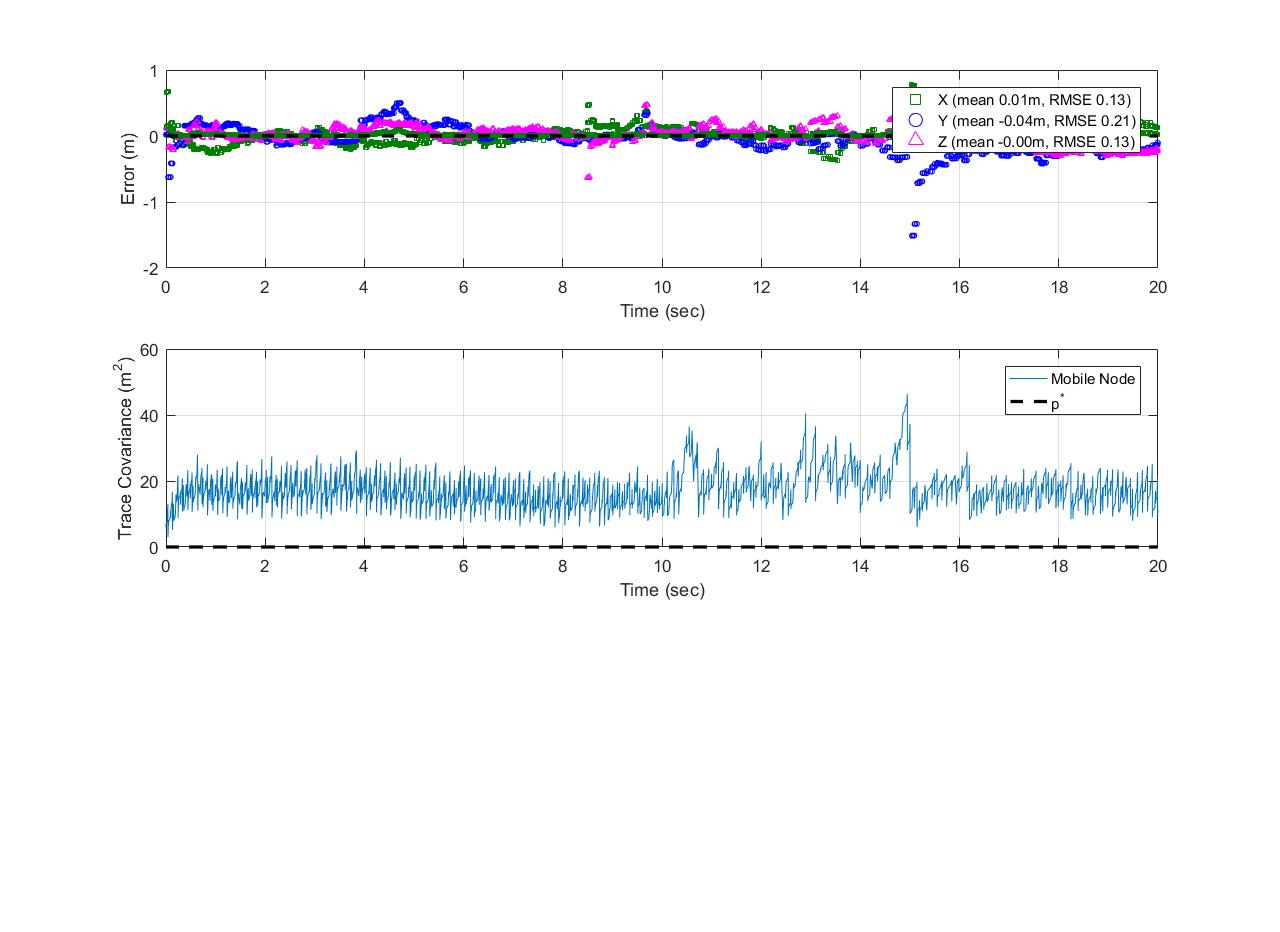 1
0
-1
-2
Error (m)
X (mean 0.01m, RMSE 0.13)
Y (mean -0.04m, RMSE 0.21)
Z (mean -0.00m, RMSE 0.13)
0 2 4 6 8 10 12 14 16 18 20
Time (sec)
60
40
20
0
Trace Covariance (m²)
Mobile Node
p*
0 2 4 6 8 10 12 14 16 18 20
Time (sec)